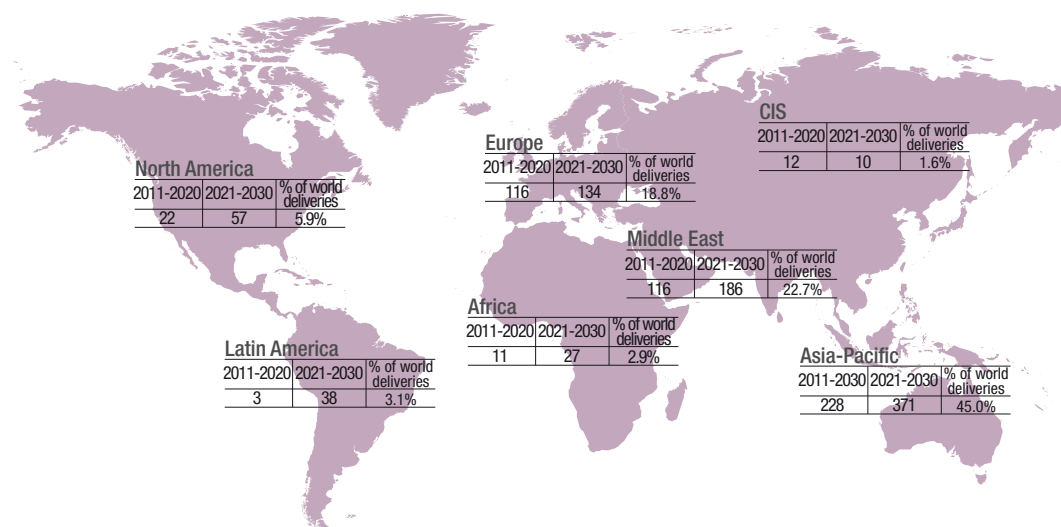 CIS
2011-2020 2021-2030 % of world deliveries
12 10 1.6%
Europe
2011-2020 2021-2030 % of world deliveries
116 134 18.8%
North America
2011-2020 2021-2030 % of world deliveries
22 57 5.9%
Middle East
2011-2020 2021-2030 % of world deliveries
116 186 22.7%
Africa
2011-2020 2021-2030 % of world deliveries
11 27 2.9%
Latin America
2011-2020 2021-2030 % of world deliveries
3 38 3.1%
Asia-Pacific
2011-2030 2021-2030 % of world deliveries
228 371 45.0%